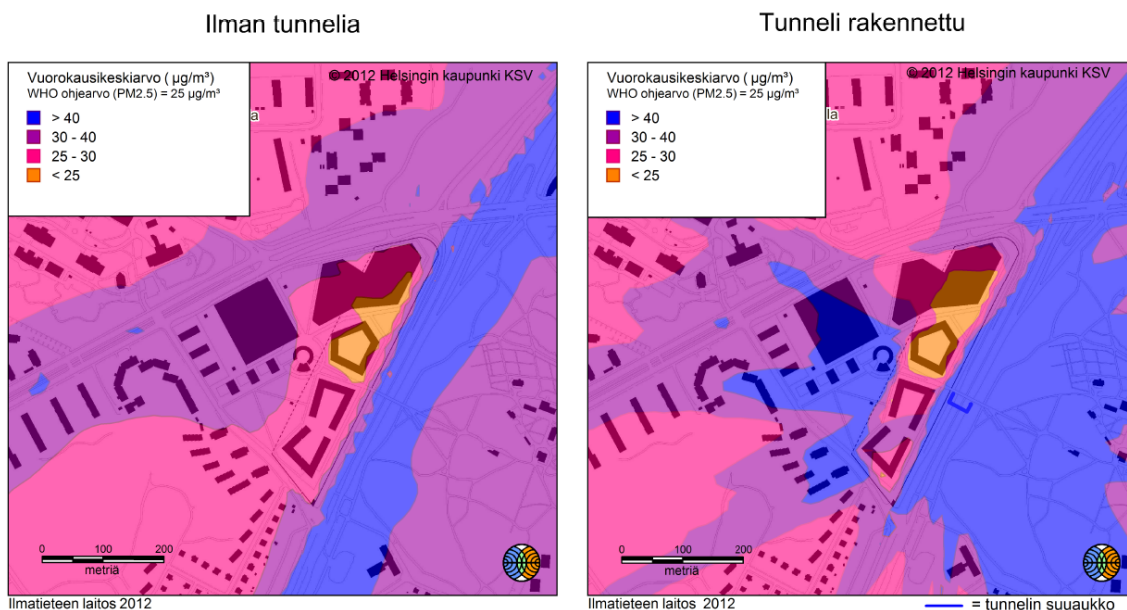 Ilman tunnelia
Tunneli rakennettu
Vuorokausikeskiarvo ( µg/m³)
WHO ohjearvo (PM2.5) = 25 µg/m³
> 40
30 - 40
25 - 30
< 25
© 2012 Helsingin kaupunki KSV
a
0 100 200
metriä
Ilmatieteen laitos 2012
Vuorokausikeskiarvo ( µg/m³)
WHO ohjearvo (PM2.5) = 25 µg/m³
> 40
30 - 40
25 - 30
< 25
© 2012 Helsingin kaupunki KSV
la
0 100 200
metriä
Ilmatieteen laitos 2012
= tunnelin suuaukko